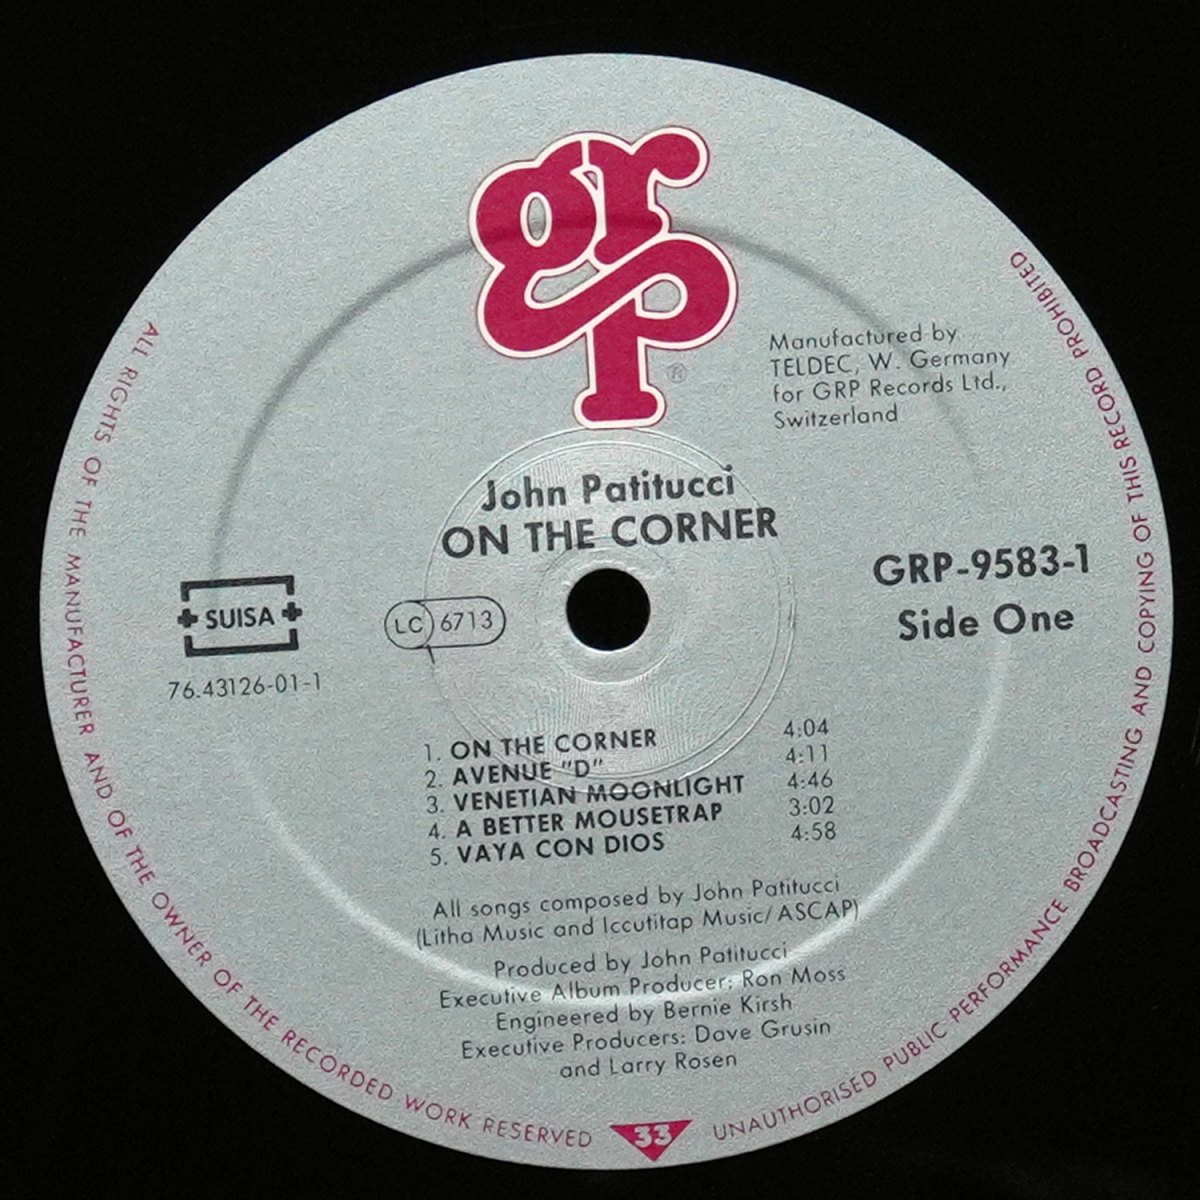 grp
®
Manufactured by
TELDEC, W. Germany
for GRP Records Ltd.,
Switzerland
John Patitucci
ON THE CORNER
GRP-9583-1
Side One
SUISA
LC 6713
76.43126-01-1
1. ON THE CORNER 4:04
2. AVENUE "D" 4:11
3. VENETIAN MOONLIGHT 4:46
4. A BETTER MOUSETRAP 3:02
5. VAYA CON DIOS 4:58
All songs composed by John Patitucci
(Litha Music and Iccutitap Music/ASCAP)
Produced by John Patitucci
Executive Album Producer: Ron Moss
Engineered by Bernie Kirsh
Executive Producers: Dave Grusin
and Larry Rosen
ALL RIGHTS OF THE MANUFACTURER AND OF THE OWNER OF THE RECORDED WORK RESERVED
33
UNAUTHORISED PUBLIC PERFORMANCE BROADCASTING AND COPYING OF THIS RECORD PROHIBITED